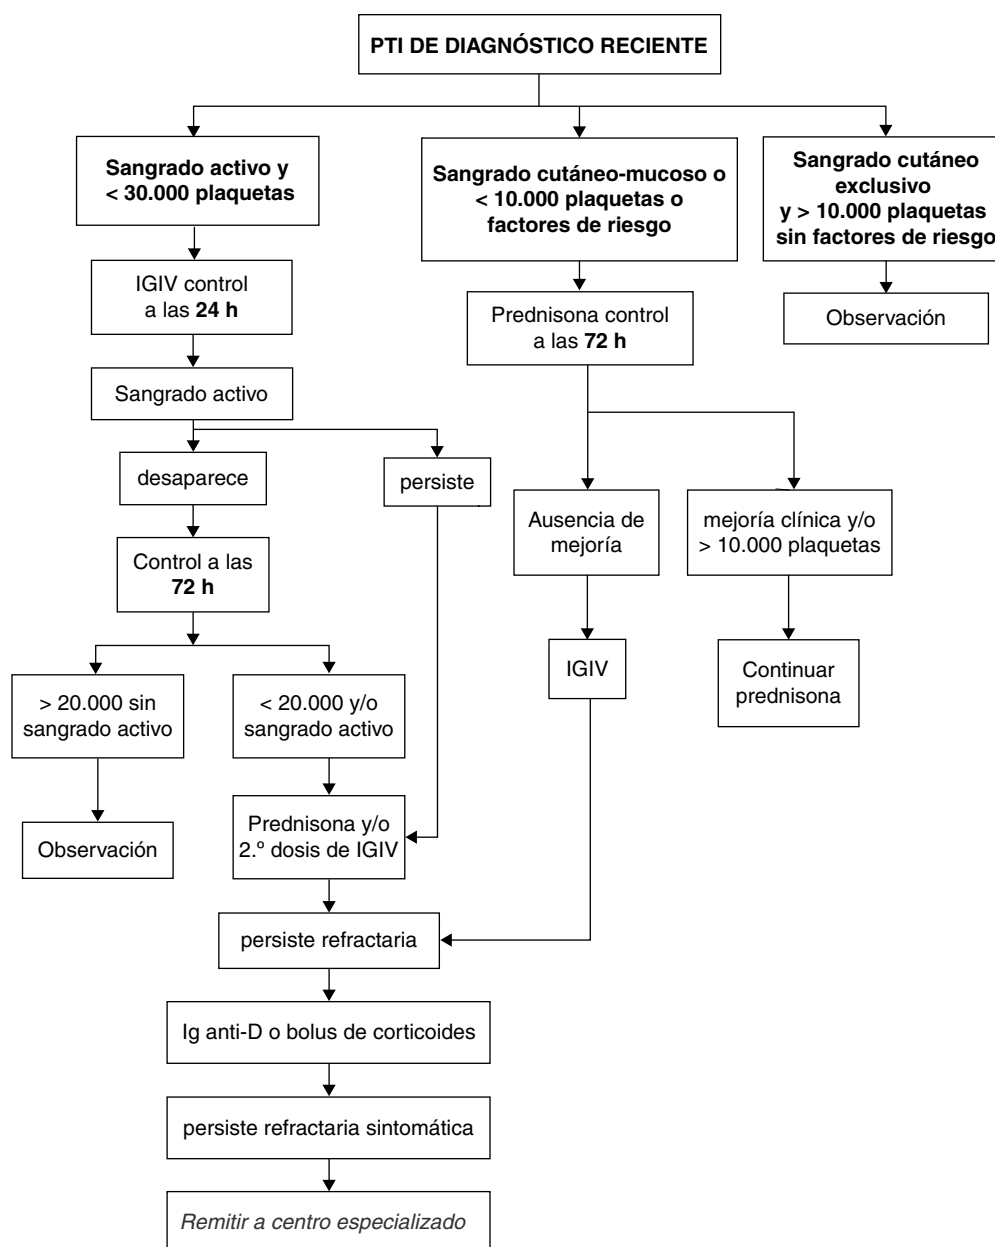 PTI DE DIAGNÓSTICO RECIENTE
Sangrado activo y
< 30.000 plaquetas
Sangrado cutáneo-mucoso o
< 10.000 plaquetas o
factores de riesgo
Sangrado cutáneo
exclusivo
y > 10.000 plaquetas
sin factores de riesgo
IGIV control
a las 24 h
Prednisona control
a las 72 h
Observación
Sangrado activo
desaparece
persiste
Ausencia de
mejoría
mejoría clínica y/o
> 10.000 plaquetas
Control a las
72 h
IGIV
Continuar
prednisona
> 20.000 sin
sangrado activo
< 20.000 y/o
sangrado activo
Observación
Prednisona y/o
2.º dosis de IGIV
persiste refractaria
Ig anti-D o bolus de corticoides
persiste refractaria sintomática
Remitir a centro especializado